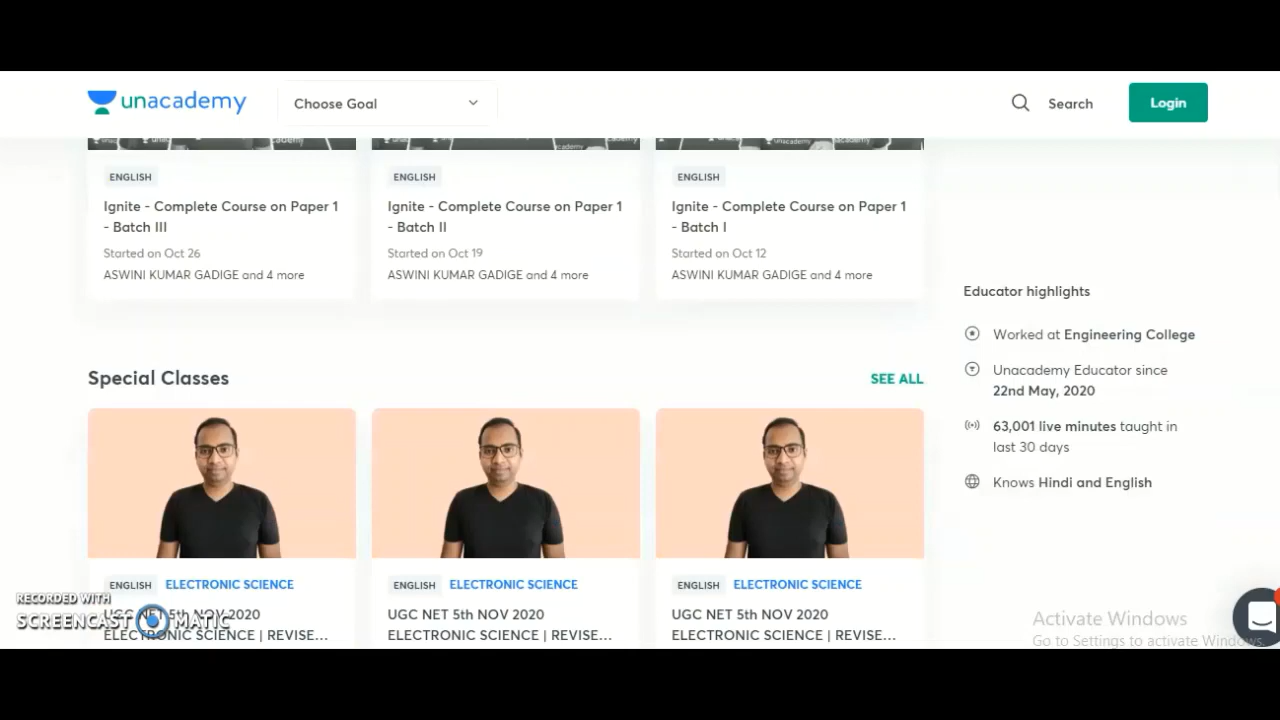 unacademy
Choose Goal
Search
Login
ENGLISH
Ignite - Complete Course on Paper 1
- Batch III
Started on Oct 26
ASWINI KUMAR GADIGE and 4 more
ENGLISH
Ignite - Complete Course on Paper 1
- Batch II
Started on Oct 19
ASWINI KUMAR GADIGE and 4 more
ENGLISH
Ignite - Complete Course on Paper 1
- Batch I
Started on Oct 12
ASWINI KUMAR GADIGE and 4 more
Educator highlights
Worked at Engineering College
Unacademy Educator since
22nd May, 2020
63,001 live minutes taught in
last 30 days
Knows Hindi and English
Special Classes
SEE ALL
ENGLISH ELECTRONIC SCIENCE
UGC NET 5th NOV 2020
ELECTRONIC SCIENCE | REVISE...
ENGLISH ELECTRONIC SCIENCE
UGC NET 5th NOV 2020
ELECTRONIC SCIENCE | REVISE...
ENGLISH ELECTRONIC SCIENCE
UGC NET 5th NOV 2020
ELECTRONIC SCIENCE | REVISE...
RECORDED WITH
SCREENCAST MATIC
Activate Windows
Go to Settings to activate Windows.